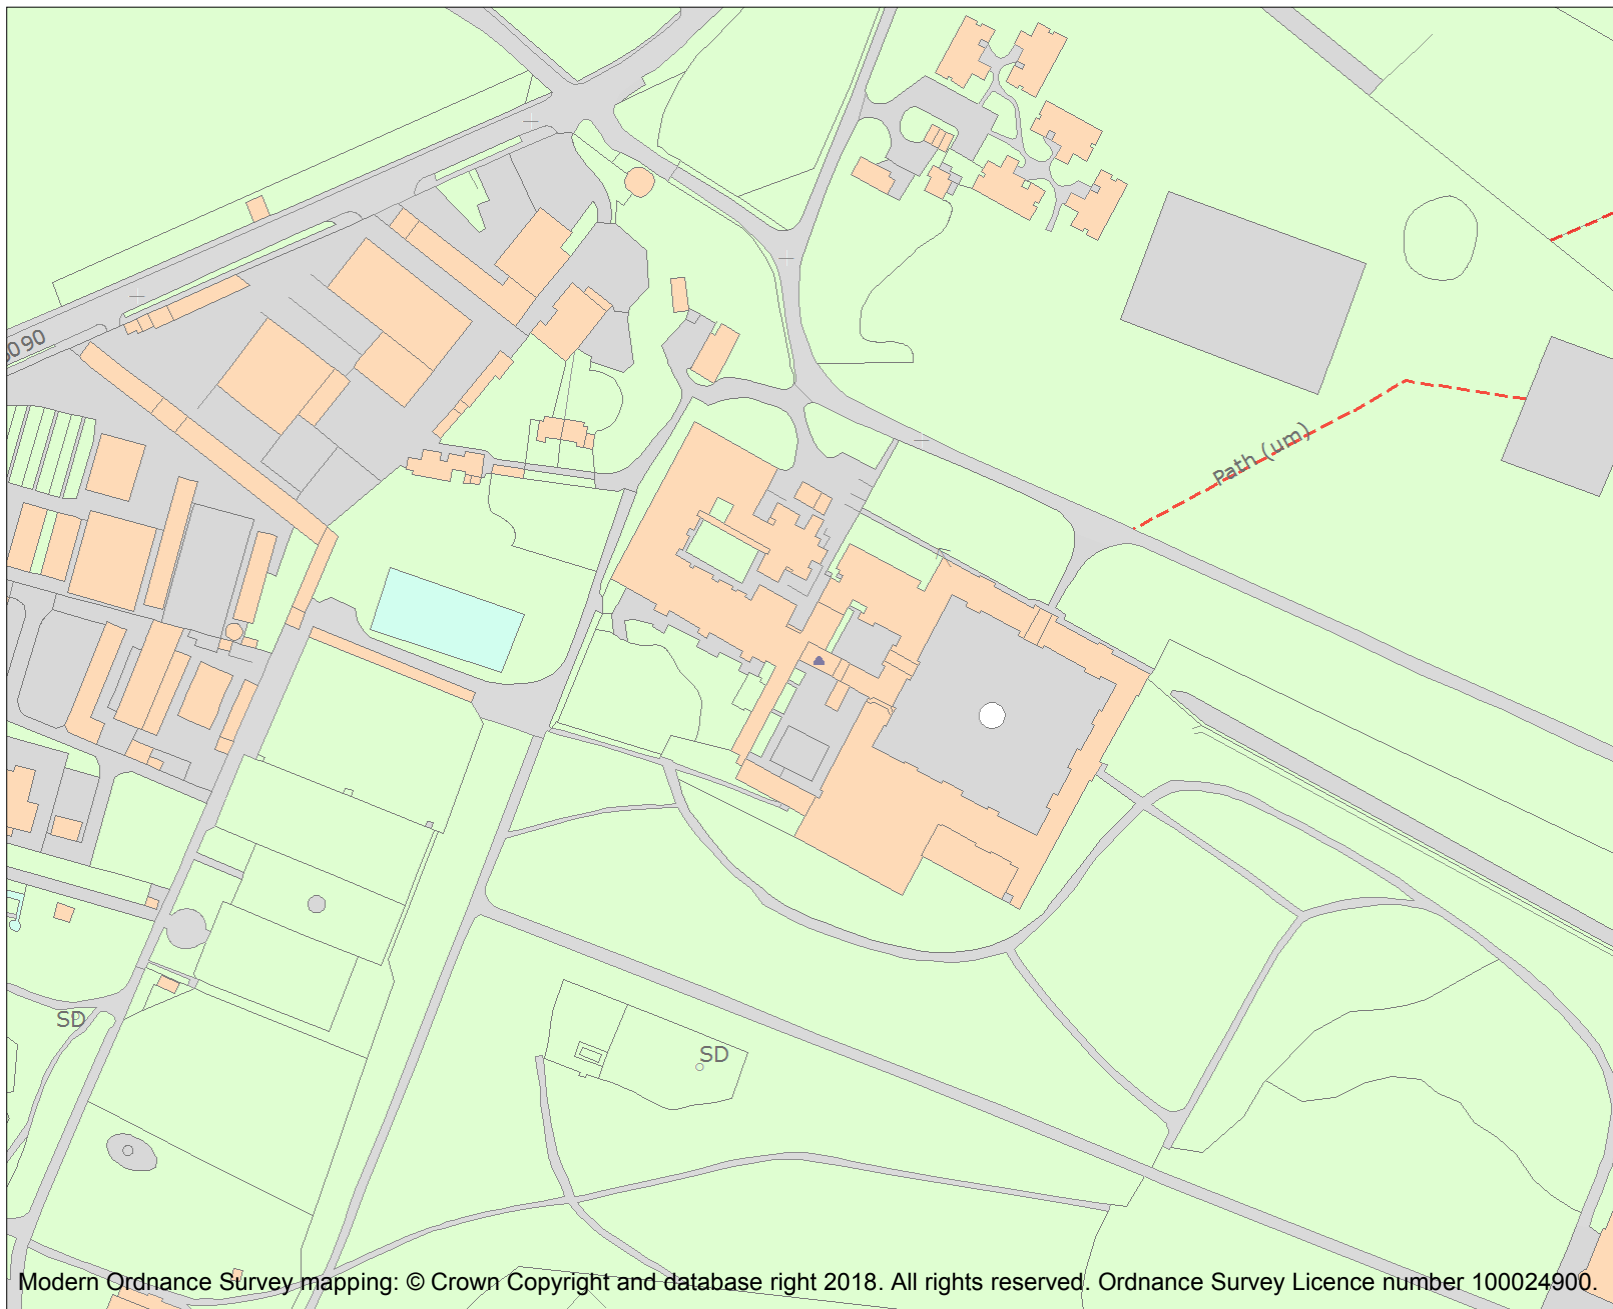 Path (um)
SD
SD
Modern Ordnance Survey mapping: © Crown Copyright and database right 2018. All rights reserved. Ordnance Survey Licence number 100024900.